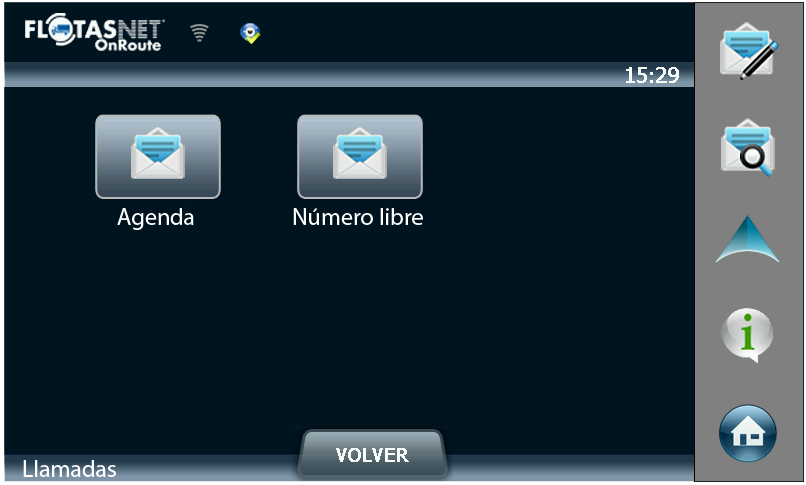 FLOTASNET
OnRoute
15:29
Agenda
Número libre
VOLVER
Llamadas